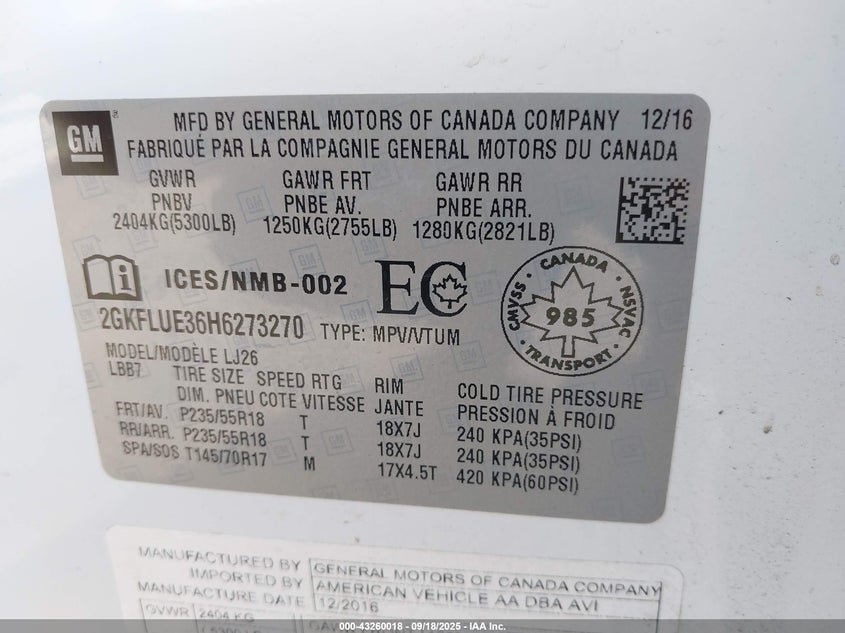 GM
MFD BY GENERAL MOTORS OF CANADA COMPANY 12/16
FABRIQUÉ PAR LA COMPAGNIE GENERAL MOTORS DU CANADA
GVWR GAWR FRT GAWR RR
PNBV PNBE AV. PNBE ARR.
2404KG(5300LB) 1250KG(2755LB) 1280KG(2821LB)
ICES/NMB-002 EC
CANADA
CMVSS 985 NSVAC
TRANSPORT
2GKFLUE36H6273270 TYPE: MPV/VTUM
MODEL/MODÈLE LJ26
LBB7 TIRE SIZE SPEED RTG RIM COLD TIRE PRESSURE
DIM. PNEU COTE VITESSE JANTE PRESSION À FROID
FRT/AV. P235/55R18 T 18X7J 240 KPA(35PSI)
RR/ARR. P235/55R18 T 18X7J 240 KPA(35PSI)
SPA/SOS T145/70R17 M 17X4.5T 420 KPA(60PSI)
MANUFACTURED BY GENERAL MOTORS OF CANADA COMPANY
IMPORTED BY AMERICAN VEHICLE AA DBA AVI
MANUFACTURE DATE 12/2016
GVWR 2404 KG
000-43260018 - 09/18/2025 - IAA Inc.